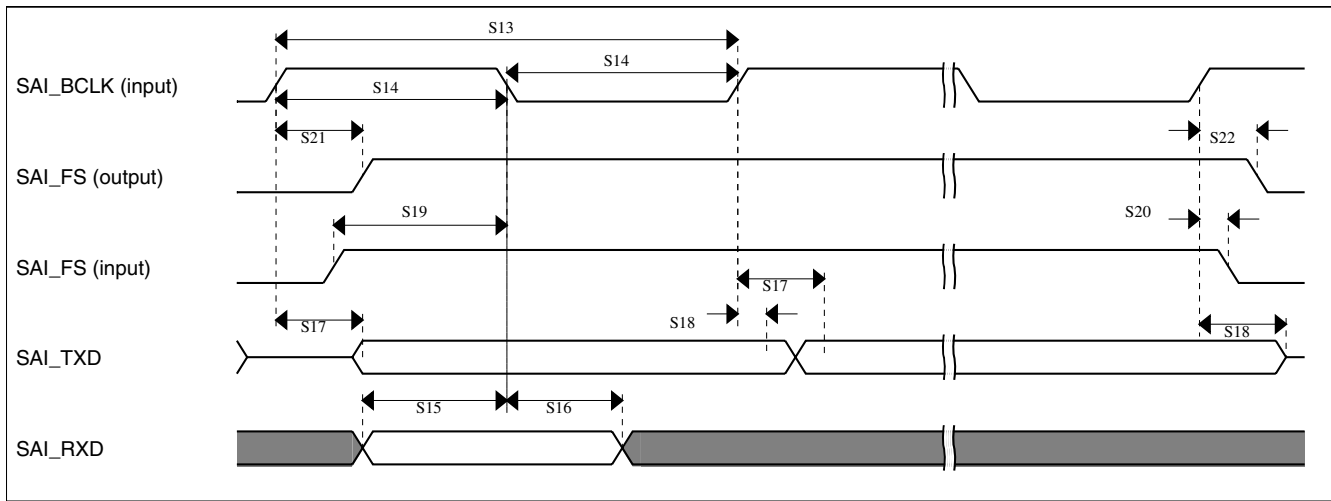 S13
SAI_BCLK (input)
S14
S14
S21
S22
SAI_FS (output)
S19
S20
SAI_FS (input)
S17
S17
S18
S18
SAI_TXD
S15
S16
SAI_RXD